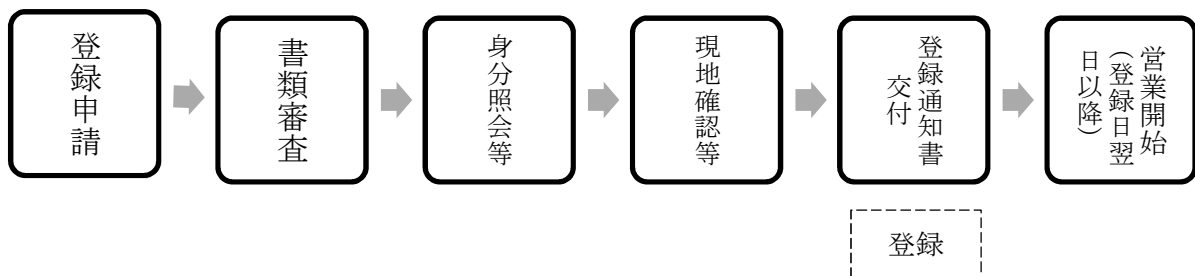 登録申請
書類審査
身分照会等
現地確認等
登録通知書
交付
営業開始
（登録日翌
日以降）
登録